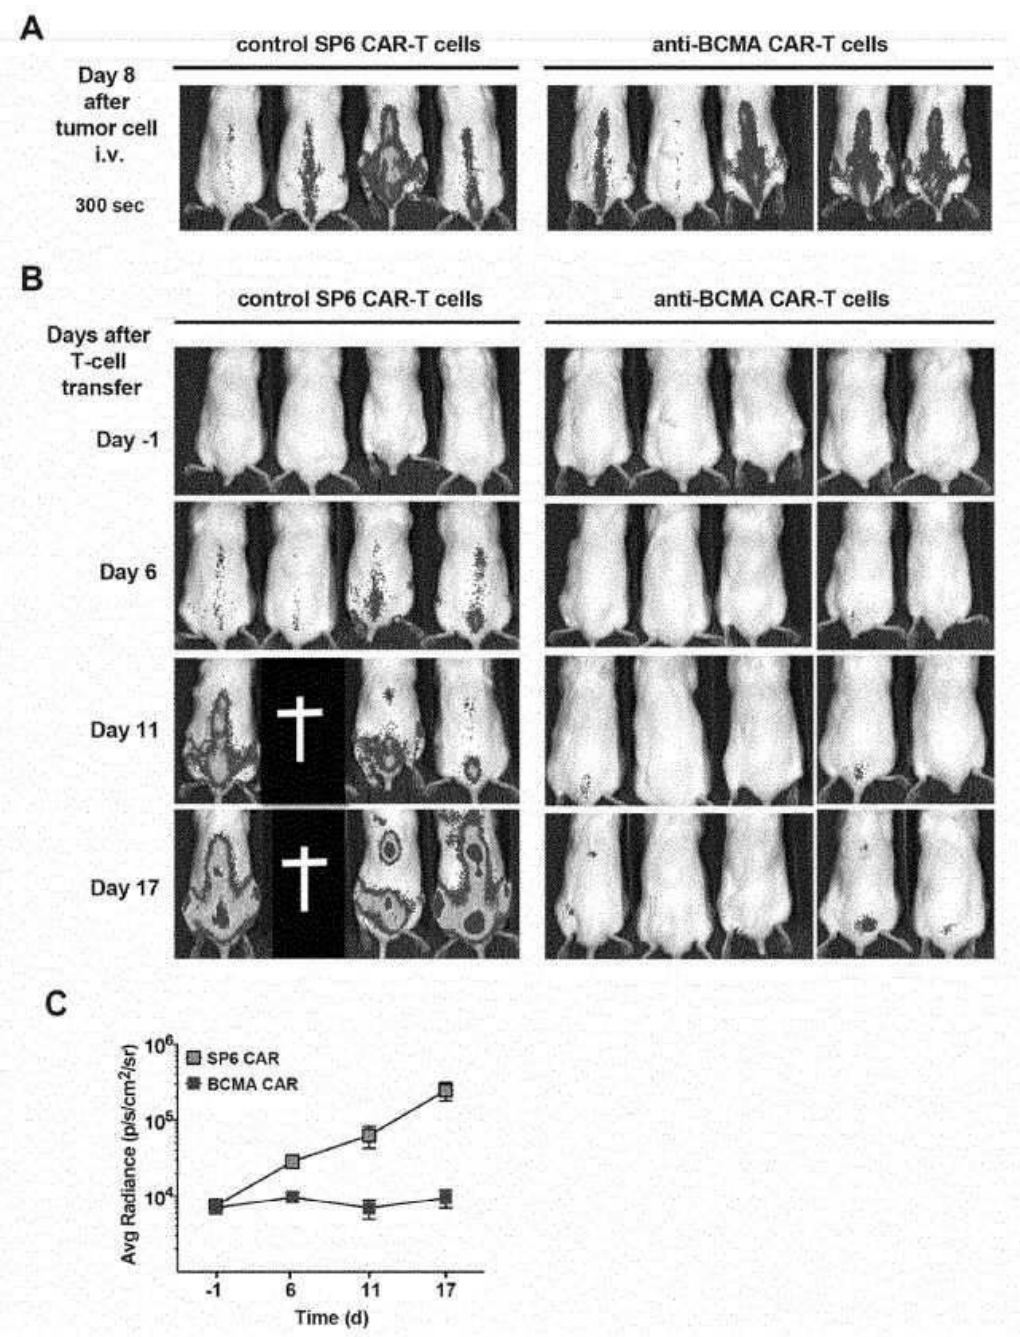 A
control SP6 CAR-T cells
anti-BCMA CAR-T cells
Day 8
after
tumor cell
i.v.
300 sec
B
control SP6 CAR-T cells
anti-BCMA CAR-T cells
Days after
T-cell
transfer
Day -1
Day 6
Day 11
Day 17
C
Avg Radiance (p/s/cm²/sr)
10⁶
10⁵
10⁴
SP6 CAR
BCMA CAR
-1
6
11
17
Time (d)